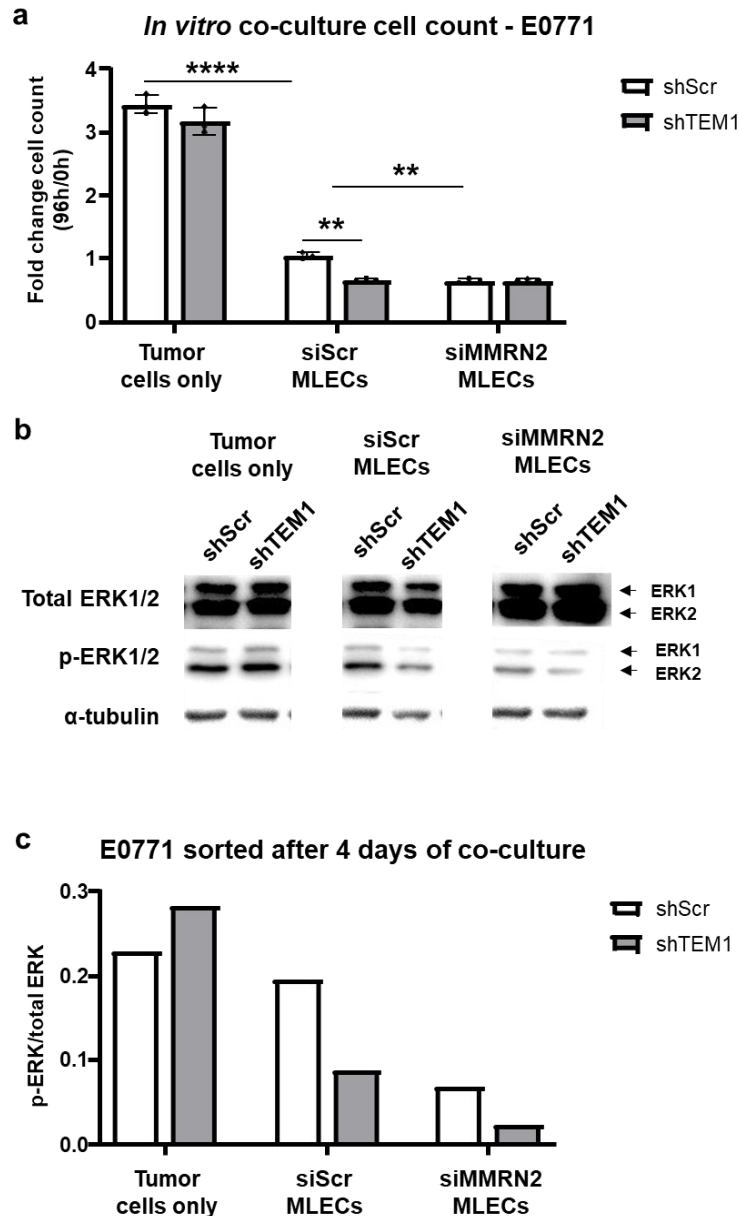 a
In vitro co-culture cell count - E0771
Fold change cell count
(96h/0h)
4
3
2
1
0
****
**
**
shScr
shTEM1
Tumor
cells only
siScr
MLECs
siMMRN2
MLECs
b
Tumor
cells only
siScr
MLECs
siMMRN2
MLECs
shScr
shTEM1
shScr
shTEM1
shScr
shTEM1
Total ERK1/2
ERK1
ERK2
p-ERK1/2
ERK1
ERK2
α-tubulin
c
E0771 sorted after 4 days of co-culture
p-ERK/total ERK
0.3
0.2
0.1
0.0
shScr
shTEM1
Tumor
cells only
siScr
MLECs
siMMRN2
MLECs